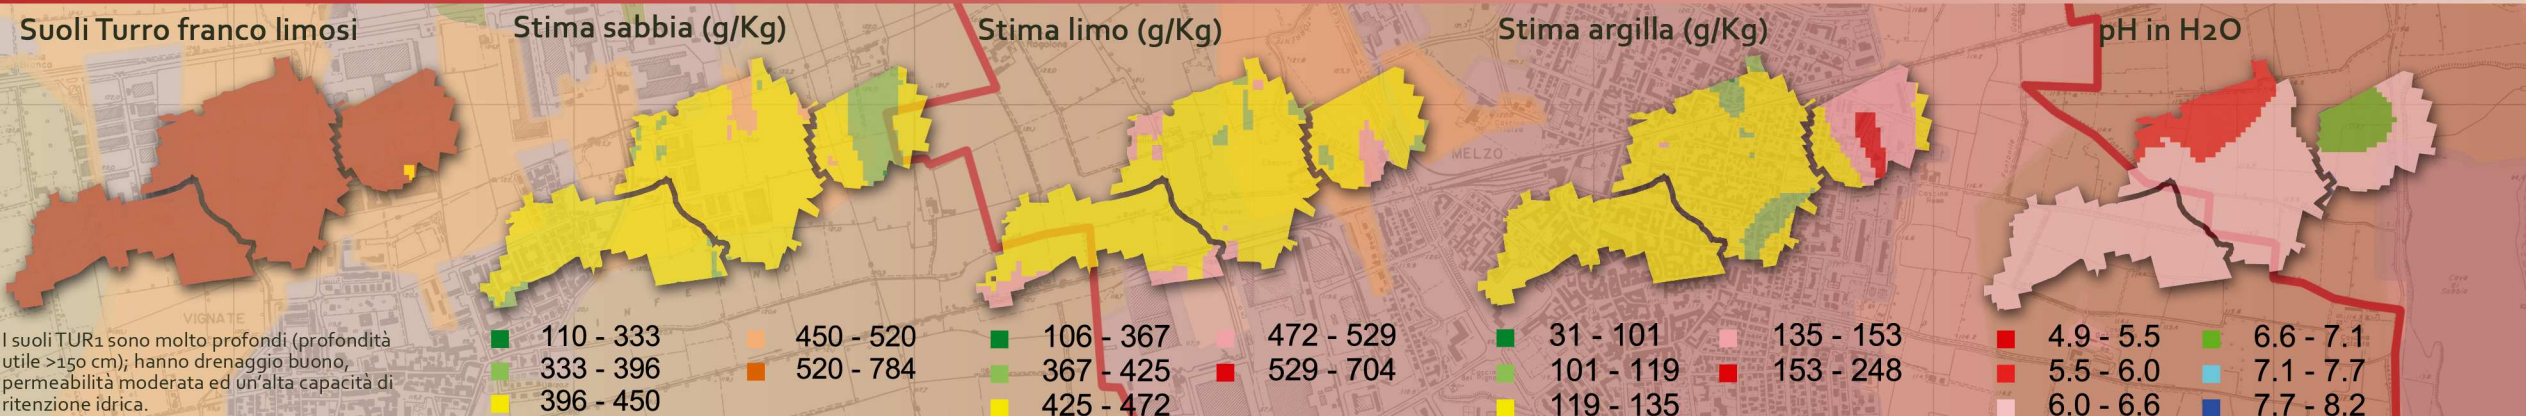 Suoli Turro franco limosi
Stima sabbia (g/Kg)
Stima limo (g/Kg)
Stima argilla (g/Kg)
pH in H2O
MELZO
VIGNATE
I suoli TUR1 sono molto profondi (profondità
utile >150 cm); hanno drenaggio buono,
permeabilità moderata ed un'alta capacità di
ritenzione idrica.
110 - 333
333 - 396
396 - 450
450 - 520
520 - 784
106 - 367
367 - 425
425 - 472
472 - 529
529 - 704
31 - 101
101 - 119
119 - 135
135 - 153
153 - 248
4.9 - 5.5
5.5 - 6.0
6.0 - 6.6
6.6 - 7.1
7.1 - 7.7
7.7 - 8.2